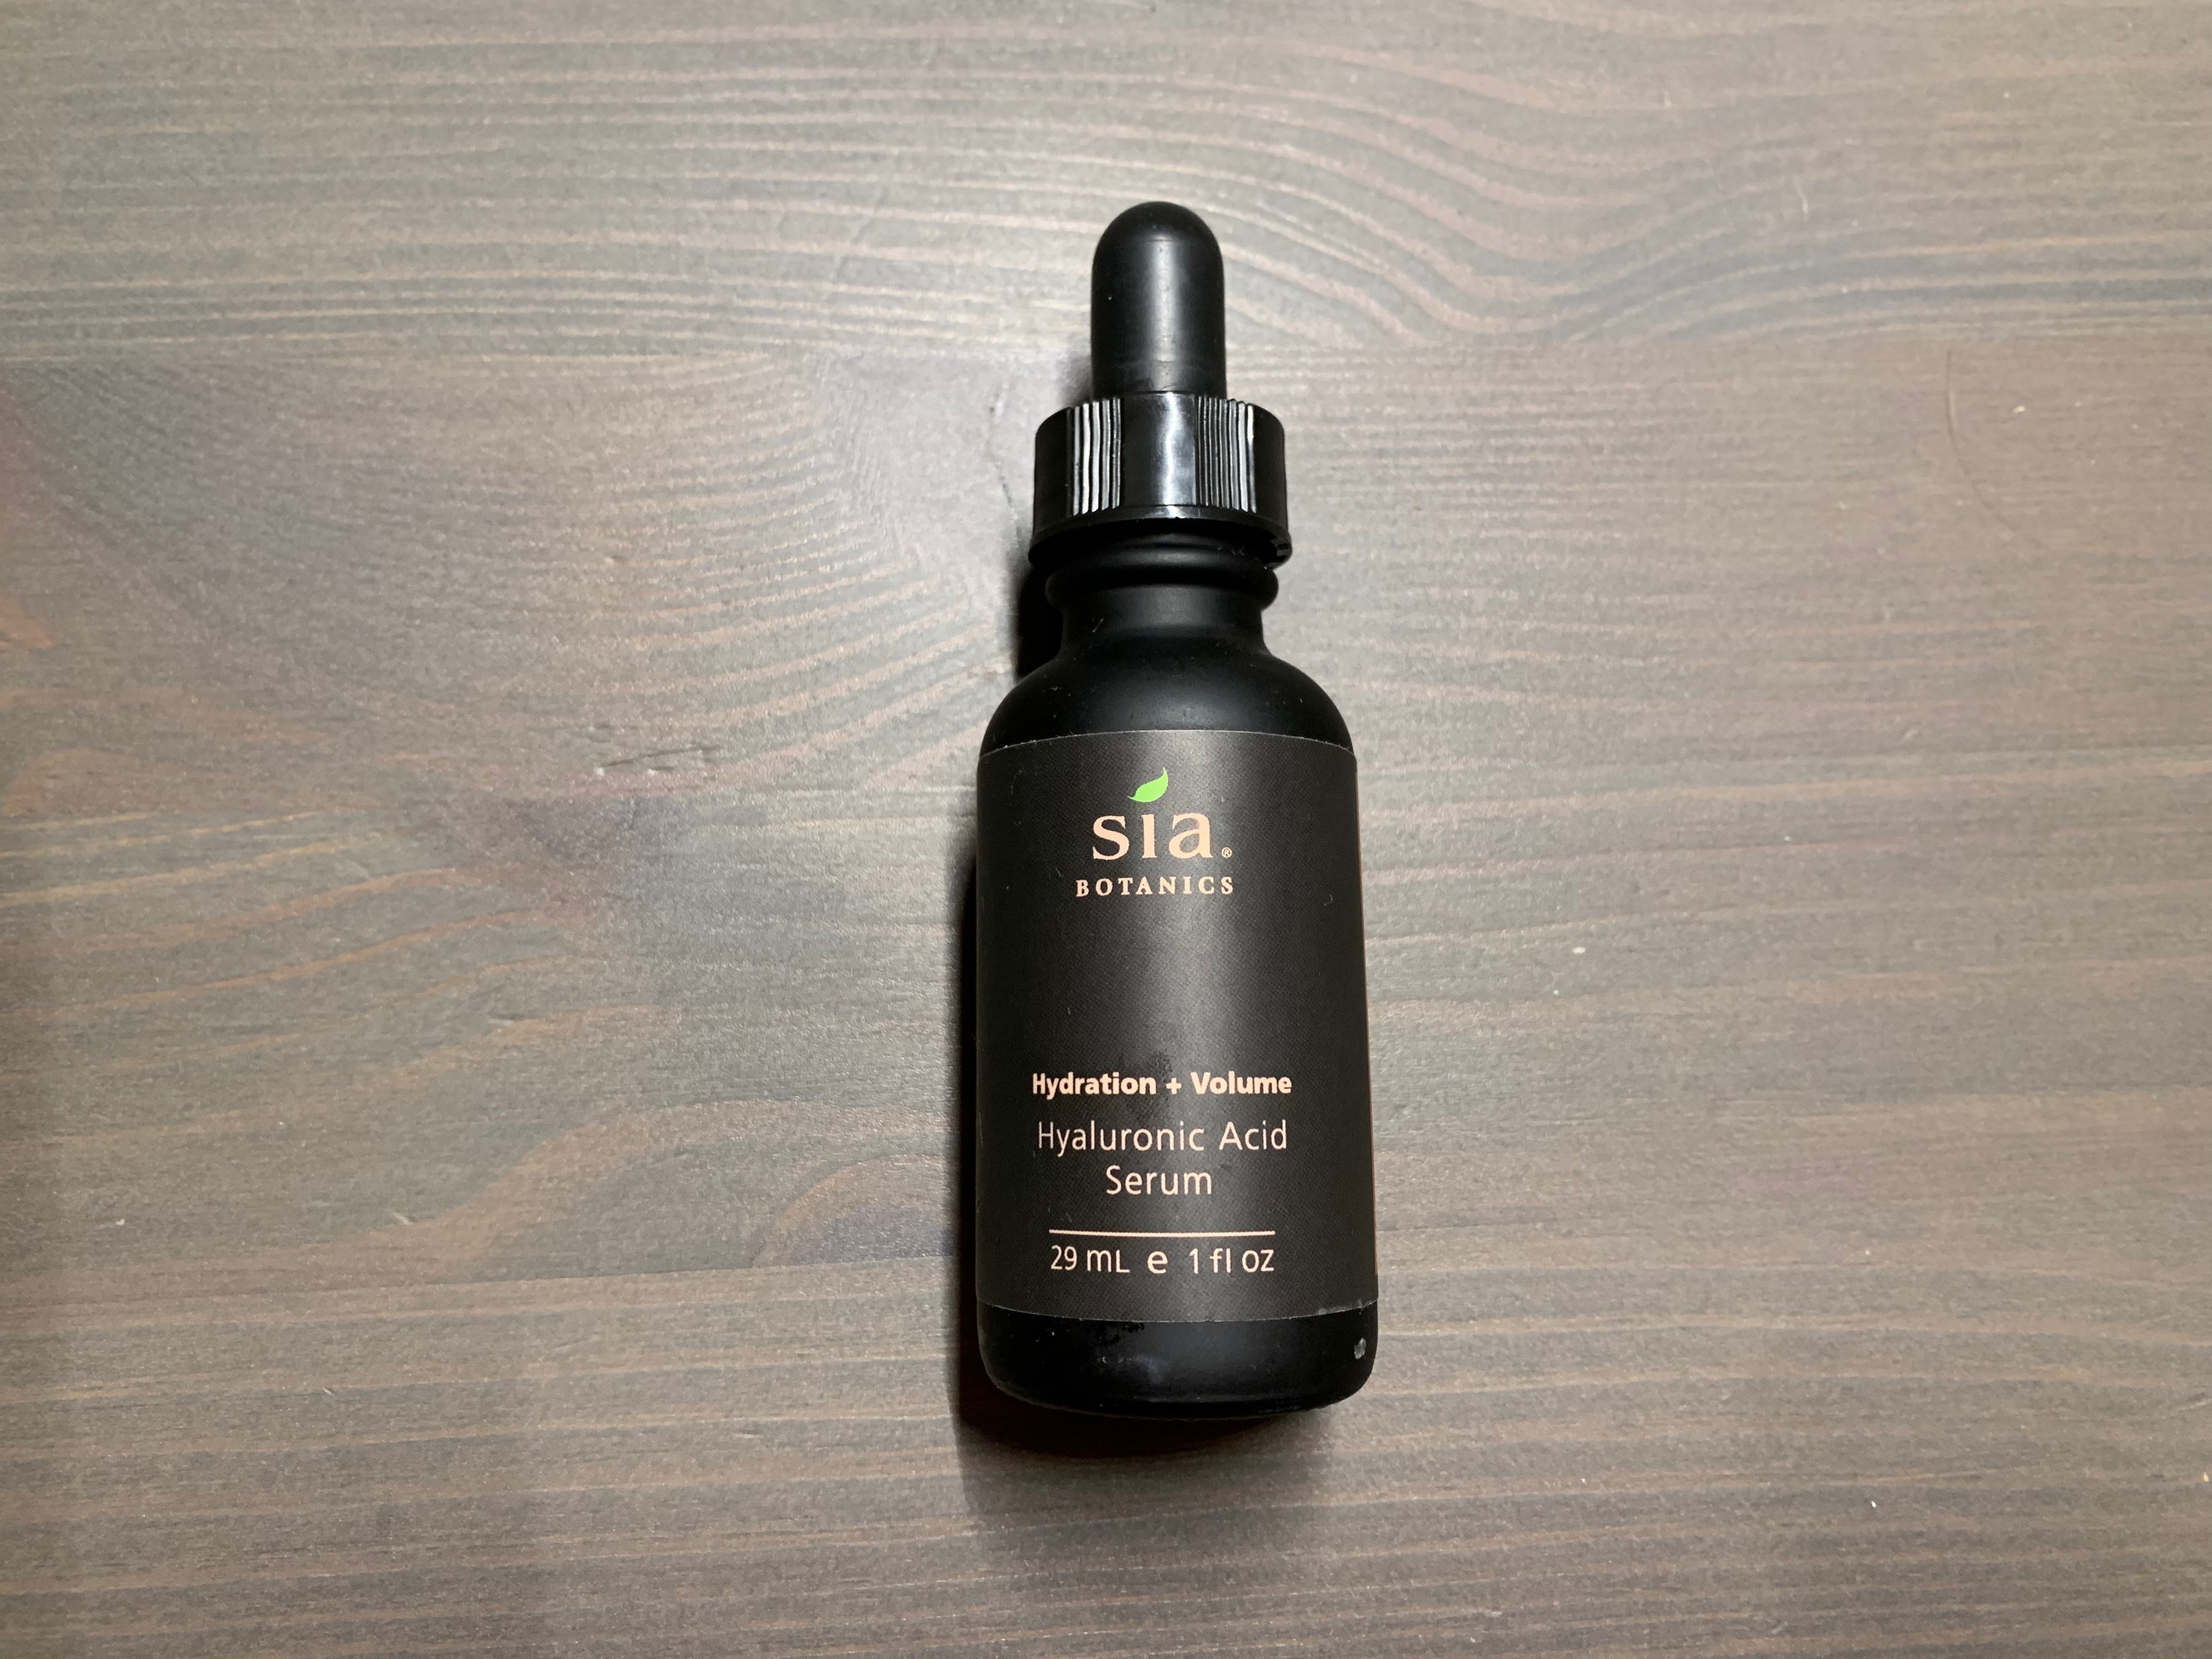 sia®
BOTANICS
Hydration + Volume
Hyaluronic Acid
Serum
29 mL e 1 fl oz